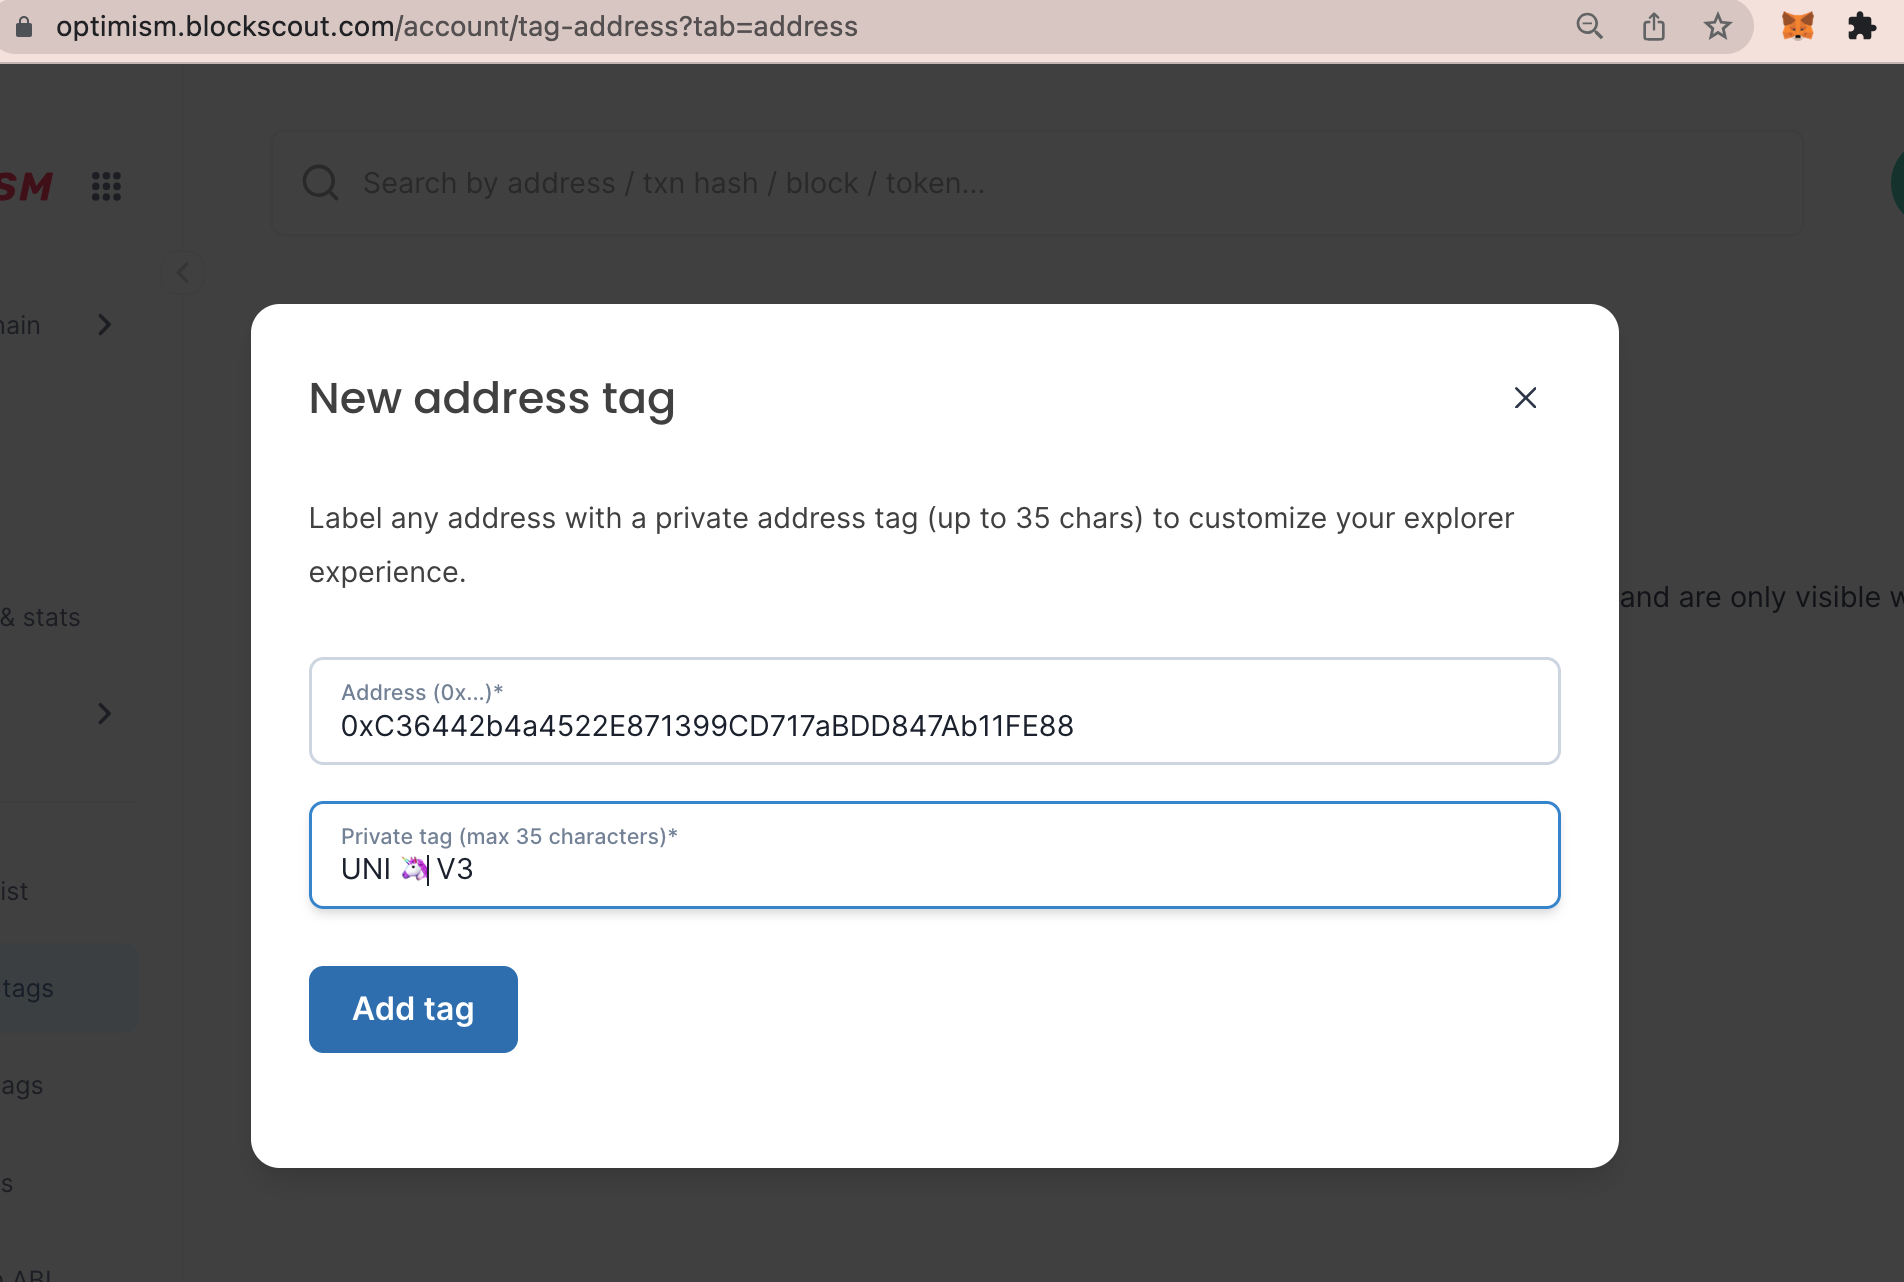 optimism.blockscout.com/account/tag-address?tab=address
SM
Search by address / txn hash / block / token...
ain
New address tag
Label any address with a private address tag (up to 35 chars) to customize your explorer
experience.
and are only visible w
& stats
Address (0x...)*
0xC36442b4a4522E871399CD717aBDD847Ab11FE88
Private tag (max 35 characters)*
UNI 🦄 V3
ist
tags
Add tag
ags
s
ABI